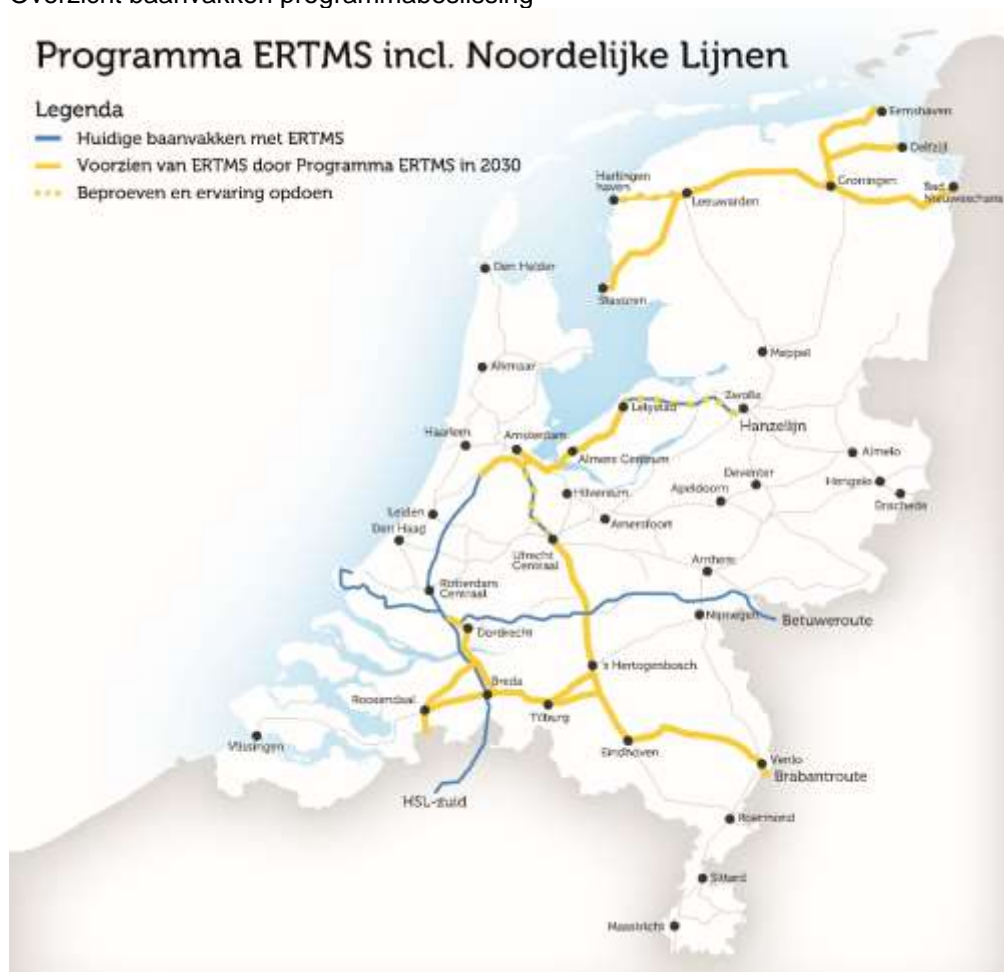 Overzicht baanvakken programmabeslissing
Programma ERTMS incl. Noordelijke Lijnen
Legenda
Huidige baanvakken met ERTMS
Voorzien van ERTMS door Programma ERTMS in 2030
Beproeven en ervaring opdoen
Eemshaven
Delfzijl
Harlingen
haven
Groningen
Leeuwarden
Bad
Nieuweschans
Den Helder
Stavoren
Meppel
Alkmaar
Zwolle
Lelystad
Hanzelijn
Haarlem
Amsterdam
Almere Centrum
Almelo
Deventer
Hengelo
Hilversum
Apeldoorn
Enschede
Leiden
Amersfoort
Den Haag
Utrecht
Centraal
Arnhem
Rotterdam
Centraal
Nijmegen
Betuweroute
Dordrecht
's Hertogenbosch
Breda
Roosendaal
Tilburg
Vlissingen
Eindhoven
Venlo
Brabantroute
HSL-zuid
Roermond
Sittard
Maastricht